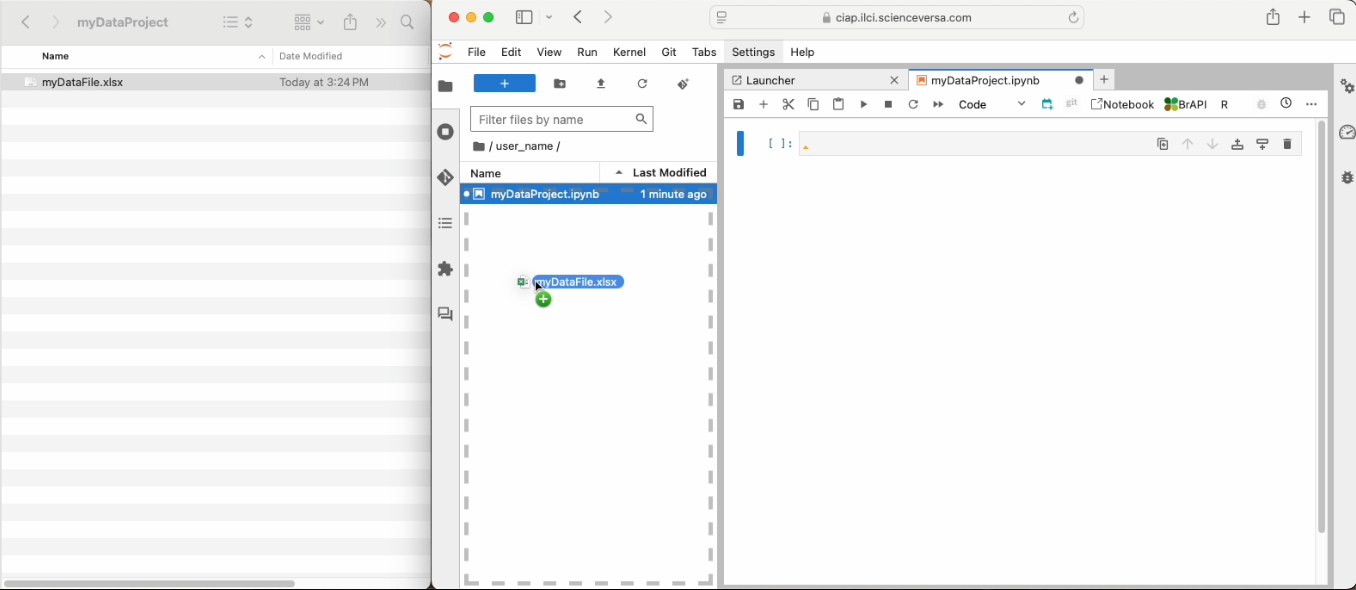 myDataProject
Name Date Modified
myDataFile.xlsx Today at 3:24 PM
ciap.ilci.scienceversa.com
File Edit View Run Kernel Git Tabs Settings Help
+
Filter files by name
/ user_name /
Name Last Modified
myDataProject.ipynb 1 minute ago
myDataFile.xlsx
Launcher
myDataProject.ipynb
Code git Notebook BrAPI R
[ ]: